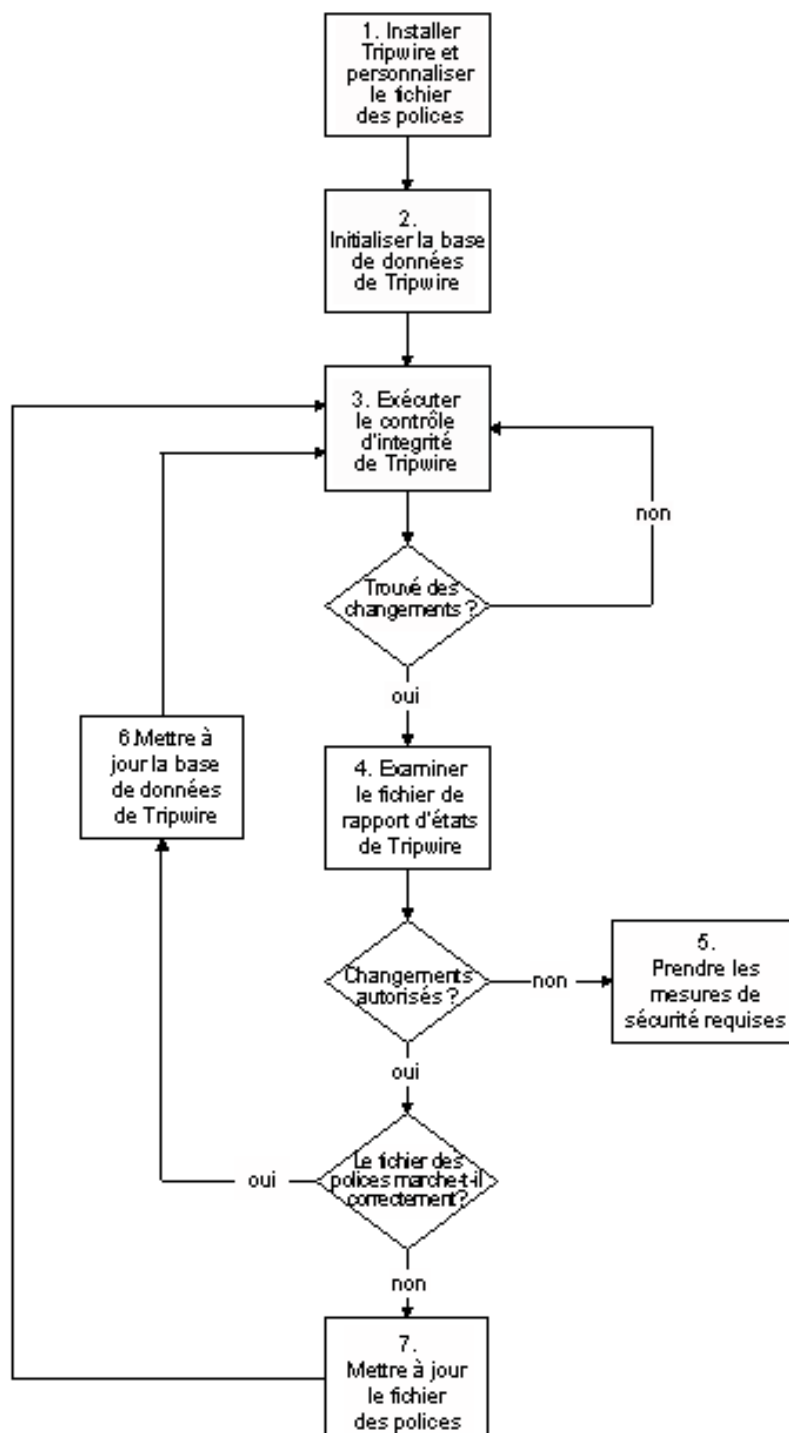 1. Installer
Tripwire et
personnaliser
le fichier
des polices
2.
Initialiser la base
de données
de Tripwire
3. Exécuter
le contrôle
d'integrité
de Tripwire
non
Trouvé des
changements ?
oui
6.Mettre à
jour la base
de données
de Tripwire
4. Examiner
le fichier de
rapport d'états
de Tripwire
Changements
autorisés ?
non
5.
Prendre les
mesures de
sécurité requises
oui
Le fichier des
polices marche-t-il
correctement?
oui
non
7.
Mettre à jour
le fichier
des polices